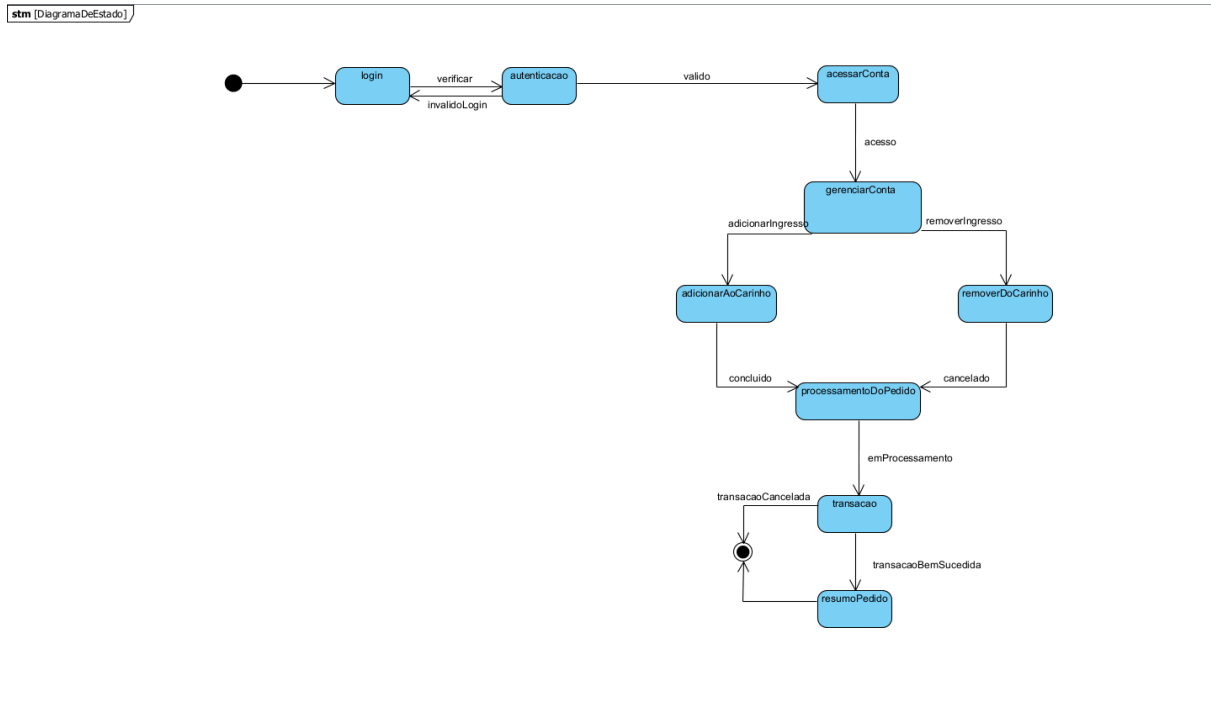 stm [DiagramaDeEstado]
login
verificar
autenticacao
valido
acessarConta
invalidoLogin
acesso
gerenciarConta
adicionarIngresso
removerIngresso
adicionarAoCarinho
removerDoCarinho
concluido
cancelado
processamentoDoPedido
emProcessamento
transacaoCancelada
transacao
transacaoBemSucedida
resumoPedido